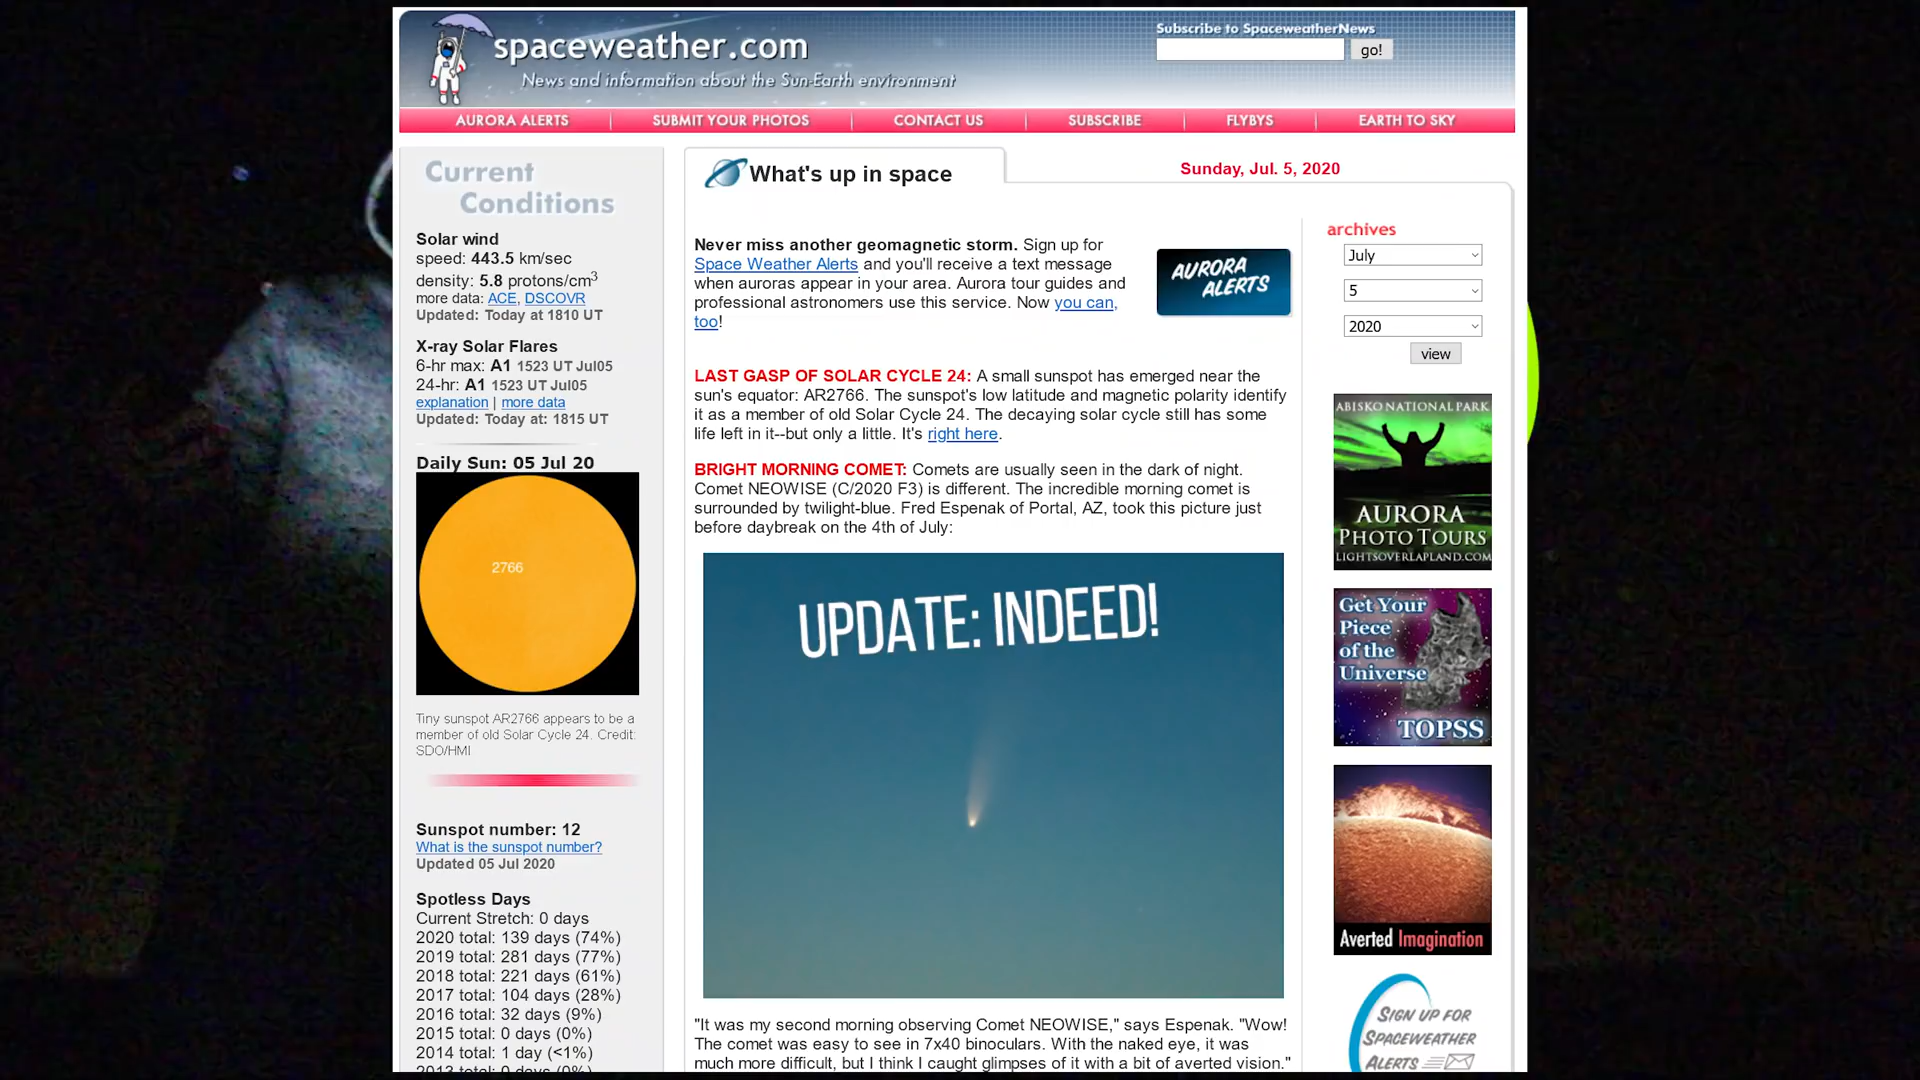 spaceweather.com
News and information about the Sun-Earth environment
Subscribe to SpaceweatherNews
go!
AURORA ALERTS
SUBMIT YOUR PHOTOS
CONTACT US
SUBSCRIBE
FLYBYS
EARTH TO SKY
Current
Conditions
Solar wind
speed: 443.5 km/sec
density: 5.8 protons/cm3
more data: ACE, DSCOVR
Updated: Today at 1810 UT
X-ray Solar Flares
6-hr max: A1 1523 UT Jul05
24-hr: A1 1523 UT Jul05
explanation | more data
Updated: Today at: 1815 UT
Daily Sun: 05 Jul 20
2766
Tiny sunspot AR2766 appears to be a
member of old Solar Cycle 24. Credit:
SDO/HMI
Sunspot number: 12
What is the sunspot number?
Updated 05 Jul 2020
Spotless Days
Current Stretch: 0 days
2020 total: 139 days (74%)
2019 total: 281 days (77%)
2018 total: 221 days (61%)
2017 total: 104 days (28%)
2016 total: 32 days (9%)
2015 total: 0 days (0%)
2014 total: 1 day (<1%)
2013 total: 0 days (0%)
What's up in space
Sunday, Jul. 5, 2020
Never miss another geomagnetic storm. Sign up for
Space Weather Alerts and you'll receive a text message
when auroras appear in your area. Aurora tour guides and
professional astronomers use this service. Now you can,
too!
AURORA
ALERTS
LAST GASP OF SOLAR CYCLE 24: A small sunspot has emerged near the
sun's equator: AR2766. The sunspot's low latitude and magnetic polarity identify
it as a member of old Solar Cycle 24. The decaying solar cycle still has some
life left in it--but only a little. It's right here.
BRIGHT MORNING COMET: Comets are usually seen in the dark of night.
Comet NEOWISE (C/2020 F3) is different. The incredible morning comet is
surrounded by twilight-blue. Fred Espenak of Portal, AZ, took this picture just
before daybreak on the 4th of July:
UPDATE: INDEED!
"It was my second morning observing Comet NEOWISE," says Espenak. "Wow!
The comet was easy to see in 7x40 binoculars. With the naked eye, it was
much more difficult, but I think I caught glimpses of it with a bit of averted vision."
archives
July
5
2020
view
ABISKO NATIONAL PARK
AURORA
PHOTO TOURS
LIGHTSOVERLAPLAND.COM
Get Your
Piece
of the
Universe
TOPSS
Averted Imagination
SIGN UP FOR
SPACEWEATHER
ALERTS